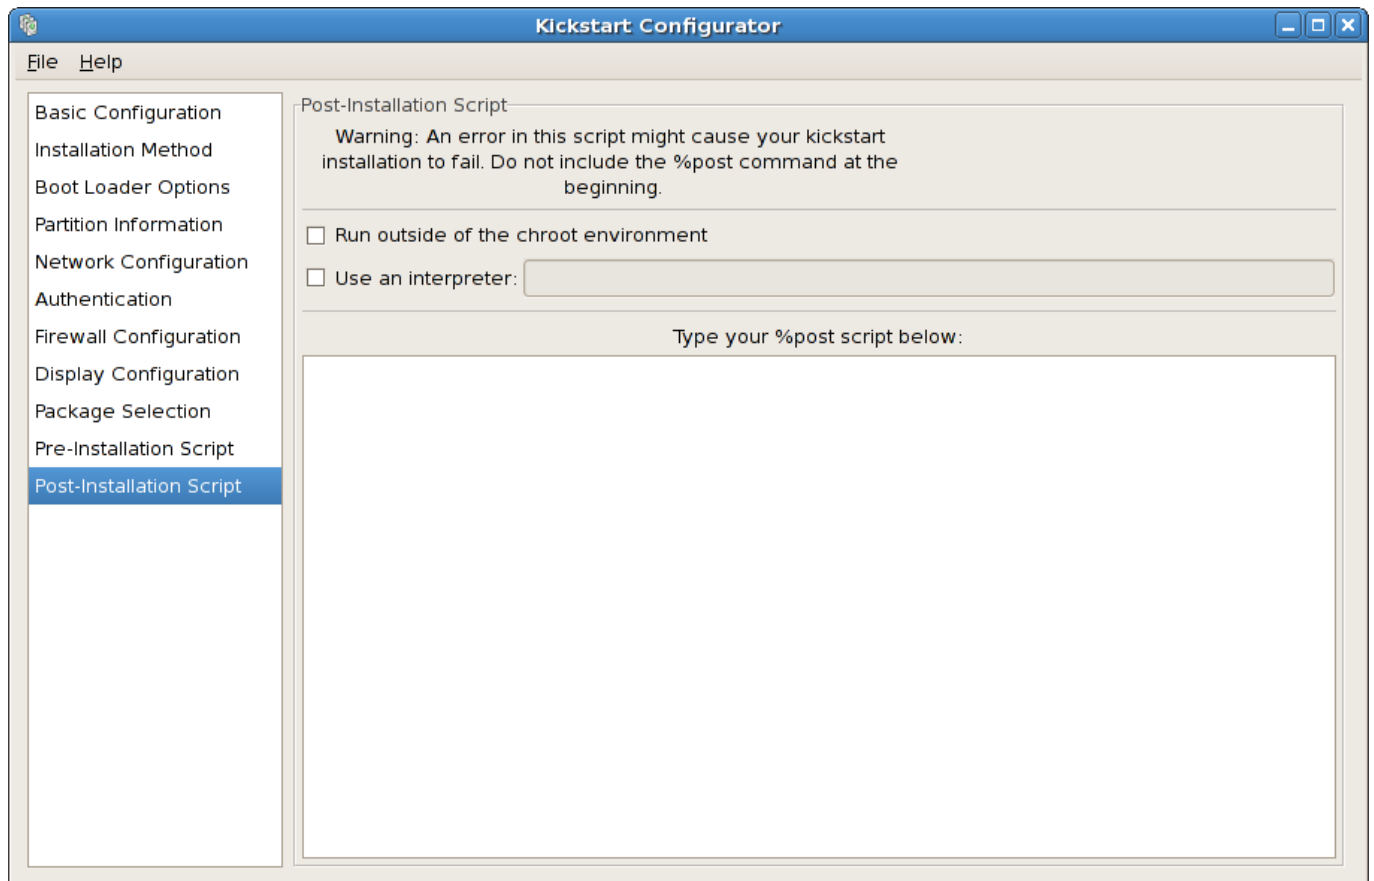 Kickstart Configurator
File Help
Basic Configuration
Installation Method
Boot Loader Options
Partition Information
Network Configuration
Authentication
Firewall Configuration
Display Configuration
Package Selection
Pre-Installation Script
Post-Installation Script
Post-Installation Script
Warning: An error in this script might cause your kickstart
installation to fail. Do not include the %post command at the
beginning.
Run outside of the chroot environment
Use an interpreter:
Type your %post script below: